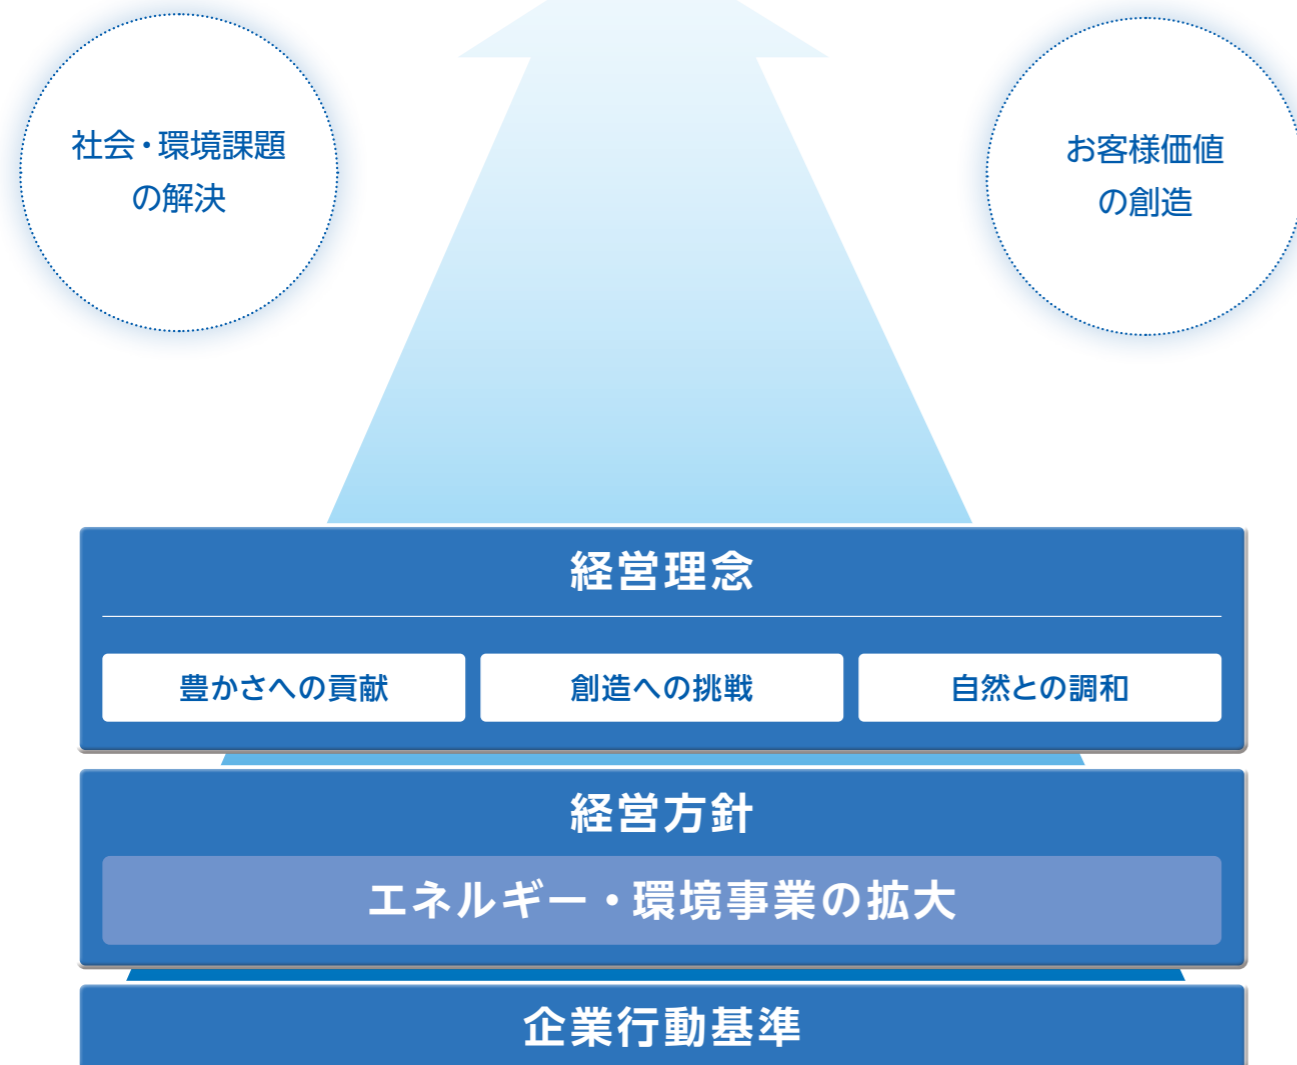 社会・環境課題
の解決
お客様価値
の創造
経営理念
豊かさへの貢献
創造への挑戦
自然との調和
経営方針
エネルギー・環境事業の拡大
企業行動基準